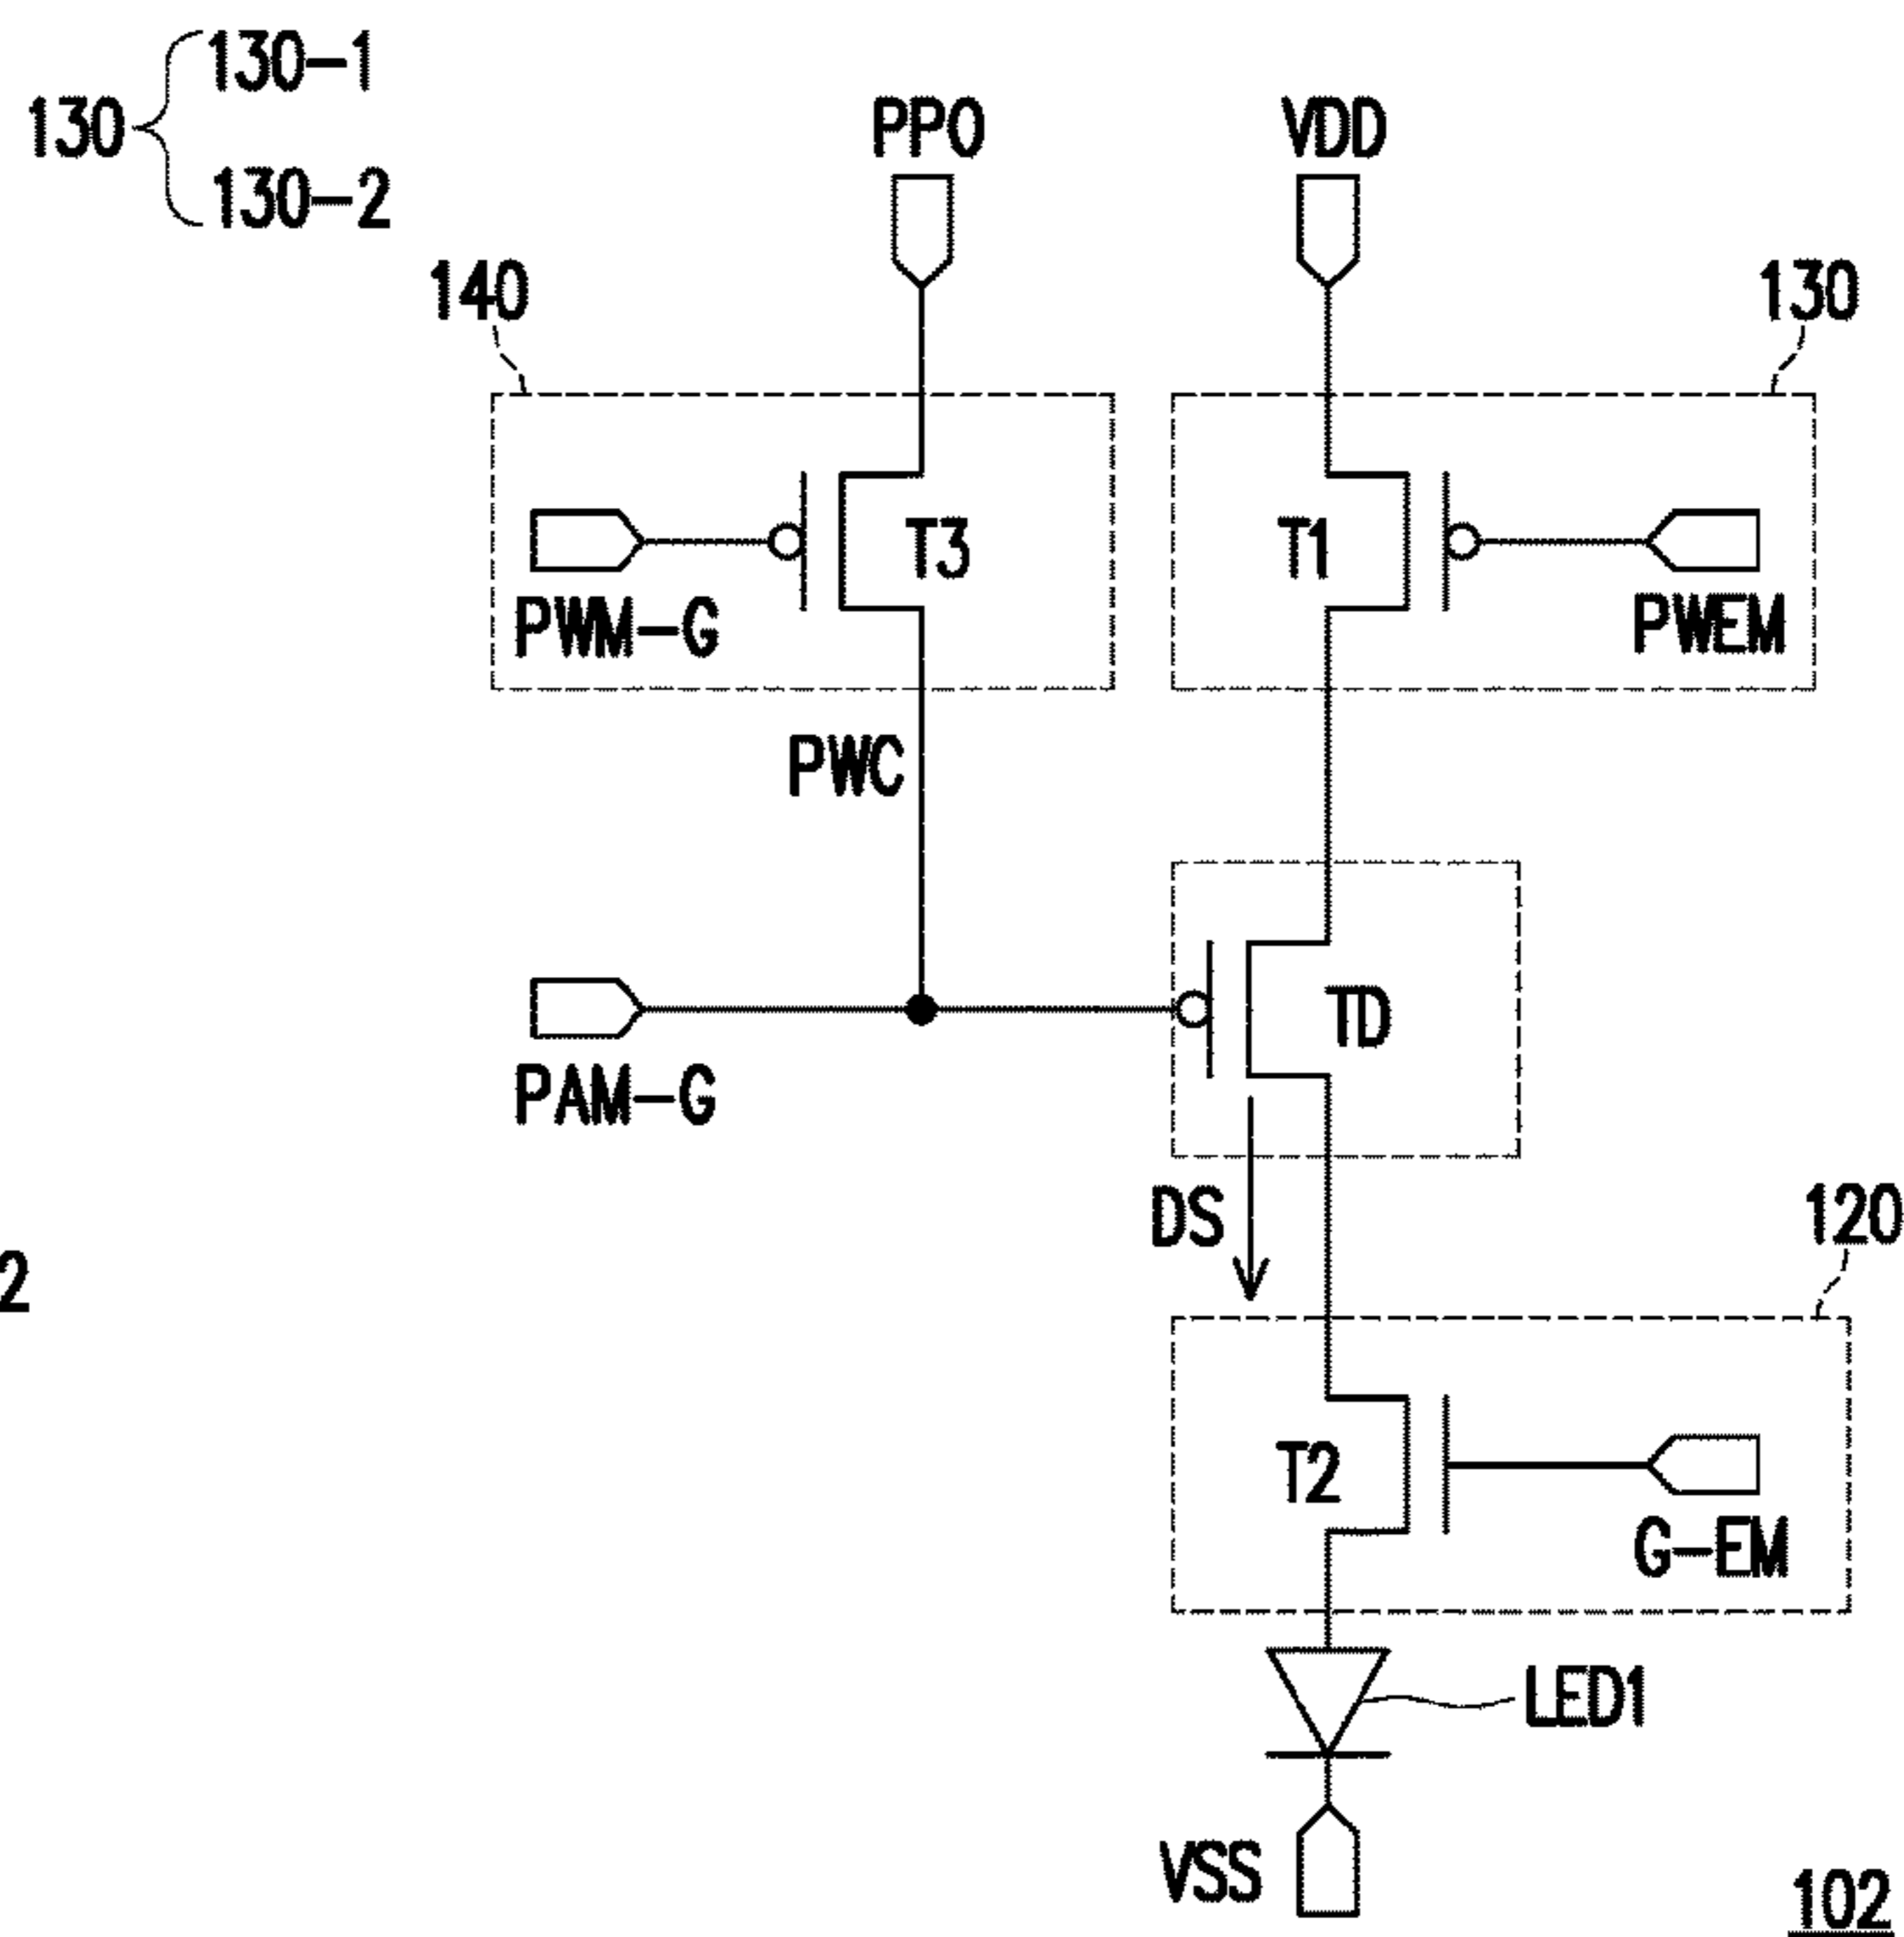 130-1
130
130-2
PPO
VDD
140
130
T3
T1
PWM-G
PWEM
PWC
TD
PAM-G
DS
120
2
T2
G-EM
LED1
VSS
102